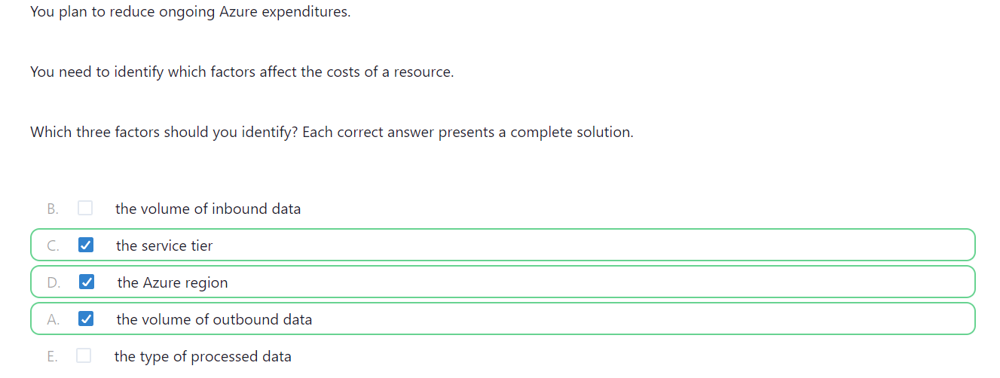 You plan to reduce ongoing Azure expenditures.
You need to identify which factors affect the costs of a resource.
Which three factors should you identify? Each correct answer presents a complete solution.
B. the volume of inbound data
C. the service tier
D. the Azure region
A. the volume of outbound data
E. the type of processed data